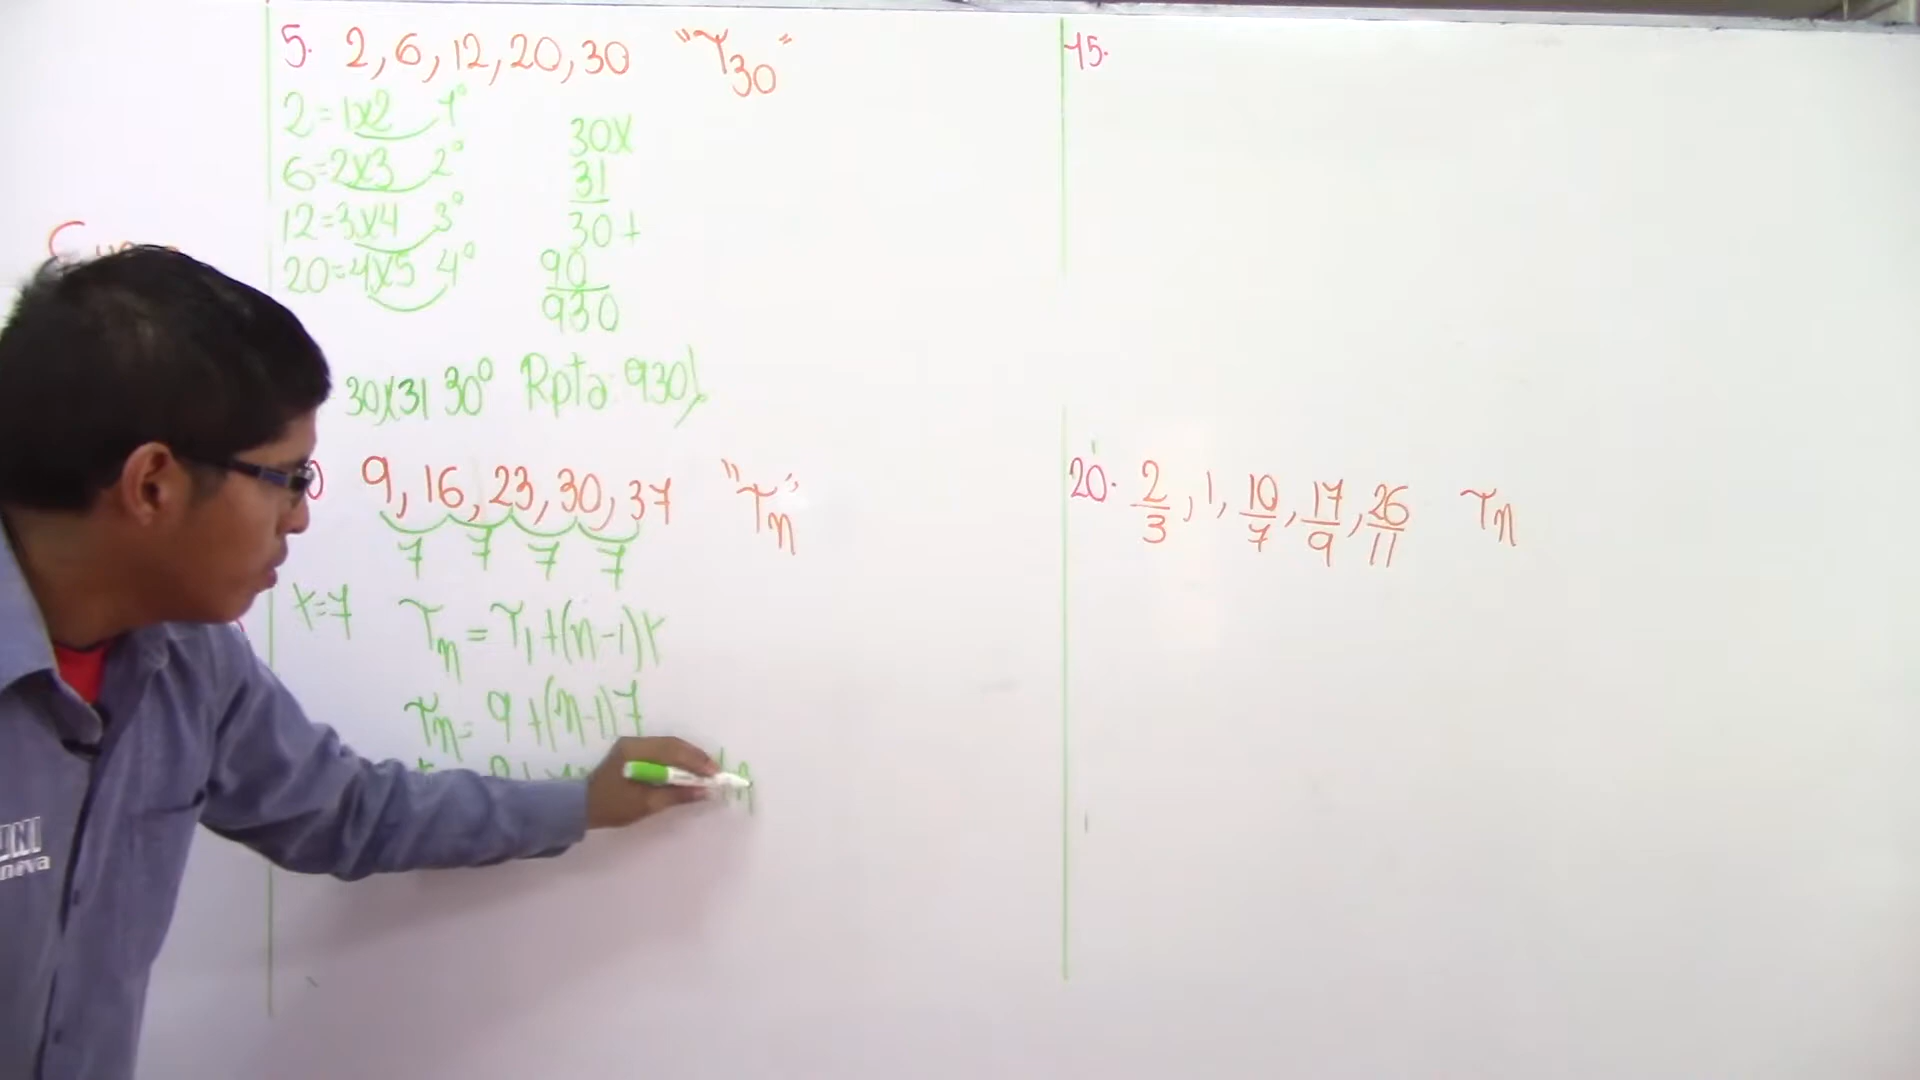 5. 2, 6, 12, 20, 30 "T30"
2=1x2 1°
6=2x3 2°
12=3x4 3°
20=4x5 4°
30x
31
30+
90
930
30x31 30° Rpta: 930
9, 16, 23, 30, 37 "Tn"
7 7 7 7
r=7 Tn = T1+(n-1)r
Tn= 9+(n-1)7
15.
20. 2/3, 1, 10/7, 17/9, 26/11 Tn
UNI